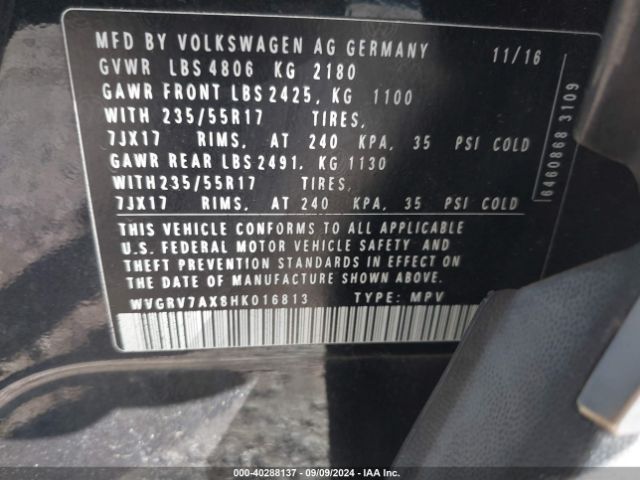 MFD BY VOLKSWAGEN AG GERMANY 11/16
GVWR LBS 4806 KG 2180
GAWR FRONT LBS 2425, KG 1100
WITH 235/55R17 TIRES,
7JX17 RIMS, AT 240 KPA, 35 PSI COLD
GAWR REAR LBS 2491, KG 1130
WITH 235/55R17 TIRES,
7JX17 RIMS, AT 240 KPA, 35 PSI COLD
6460868 3109
THIS VEHICLE CONFORMS TO ALL APPLICABLE
U.S. FEDERAL MOTOR VEHICLE SAFETY AND
THEFT PREVENTION STANDARDS IN EFFECT ON
THE DATE OF MANUFACTURE SHOWN ABOVE.
WVGRV7AX8HK016813 TYPE: MPV
000-40288137 - 09/09/2024 - IAA Inc.